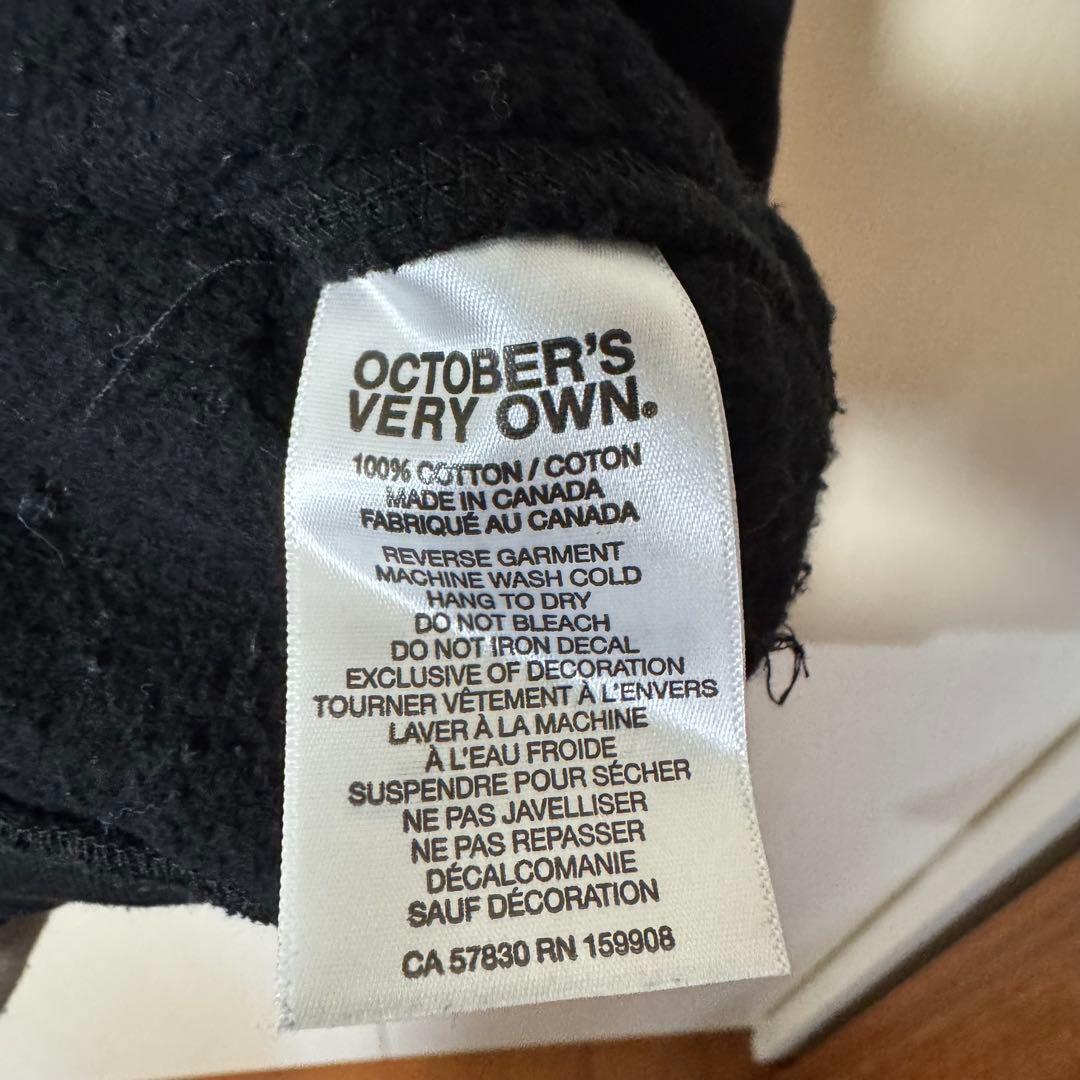 OCTOBER'S
VERY OWN.®
100% COTTON / COTON
MADE IN CANADA
FABRIQUÉ AU CANADA
REVERSE GARMENT
MACHINE WASH COLD
HANG TO DRY
DO NOT BLEACH
DO NOT IRON DECAL
EXCLUSIVE OF DECORATION
TOURNER VÊTEMENT À L'ENVERS
LAVER À LA MACHINE
À L'EAU FROIDE
SUSPENDRE POUR SÉCHER
NE PAS JAVELLISER
NE PAS REPASSER
DÉCALCOMANIE
SAUF DÉCORATION
CA 57830 RN 159908